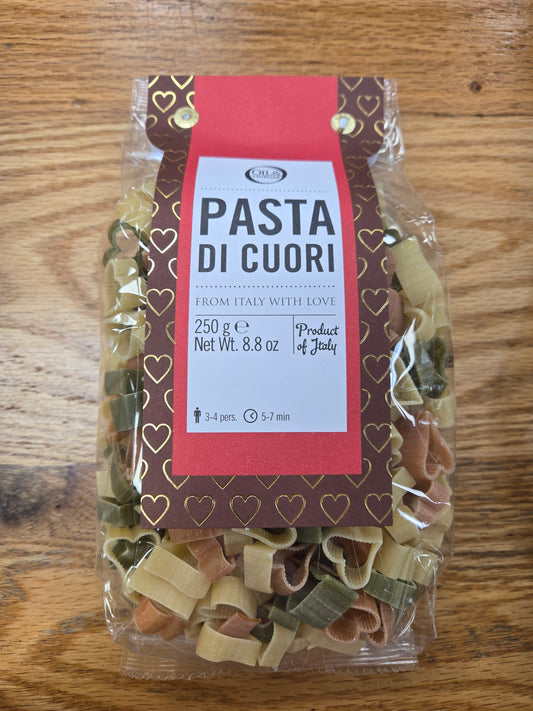 OIL &
PASTA
DI CUORI
FROM ITALY WITH LOVE
250 g ℮
Net Wt. 8.8 oz
Product
of Italy
3-4 pers.
5-7 min